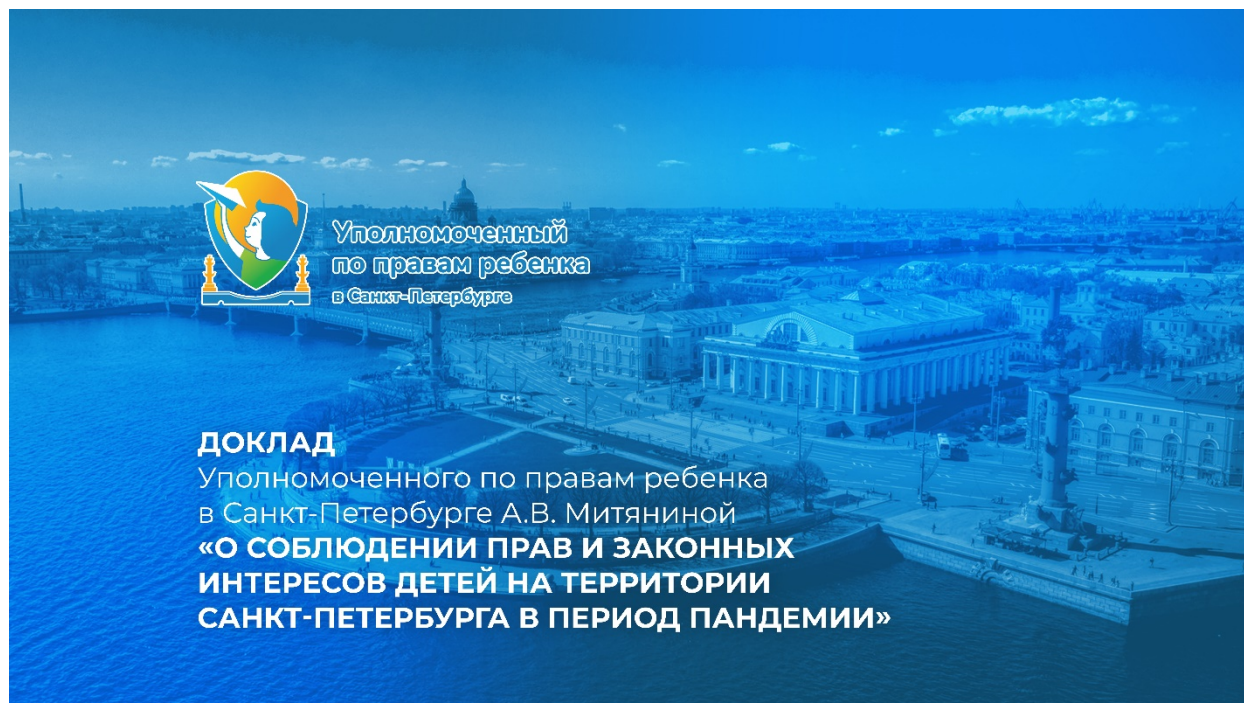 Уполномоченный
по правам ребенка
в Санкт-Петербурге
ДОКЛАД
Уполномоченного по правам ребенка
в Санкт-Петербурге А.В. Митяниной
«О СОБЛЮДЕНИИ ПРАВ И ЗАКОННЫХ
ИНТЕРЕСОВ ДЕТЕЙ НА ТЕРРИТОРИИ
САНКТ-ПЕТЕРБУРГА В ПЕРИОД ПАНДЕМИИ»